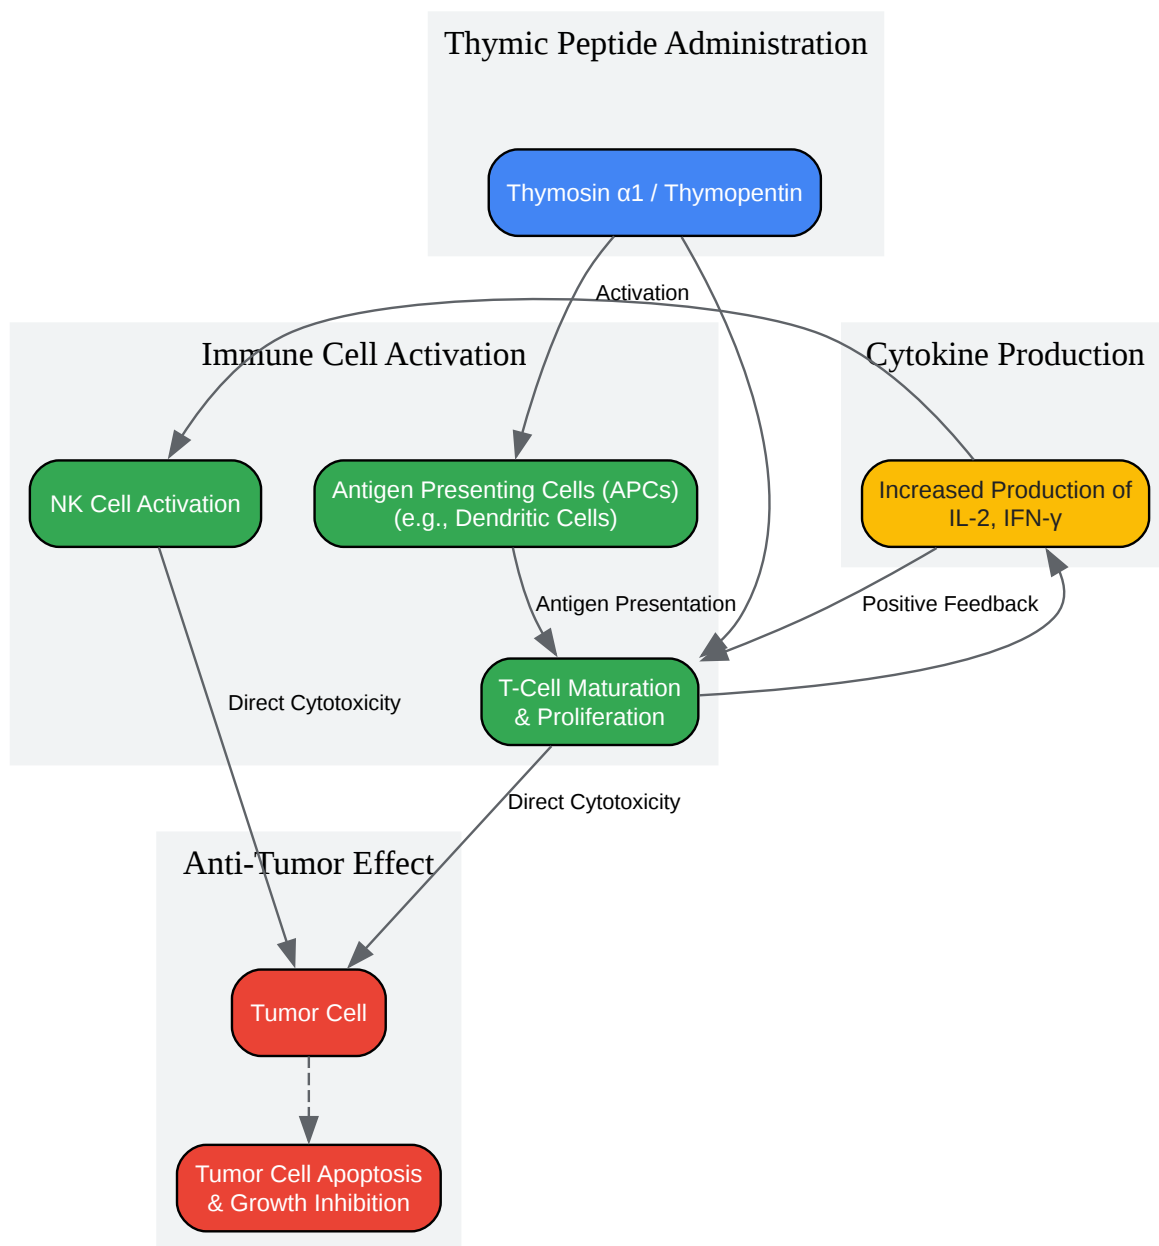 Thymic Peptide Administration
Thymosin α1 / Thymopentin
Activation
Immune Cell Activation
Cytokine Production
NK Cell Activation
Antigen Presenting Cells (APCs)
(e.g., Dendritic Cells)
Increased Production of
IL-2, IFN-γ
Antigen Presentation
Positive Feedback
T-Cell Maturation
& Proliferation
Direct Cytotoxicity
Direct Cytotoxicity
Anti-Tumor Effect
Tumor Cell
Tumor Cell Apoptosis
& Growth Inhibition